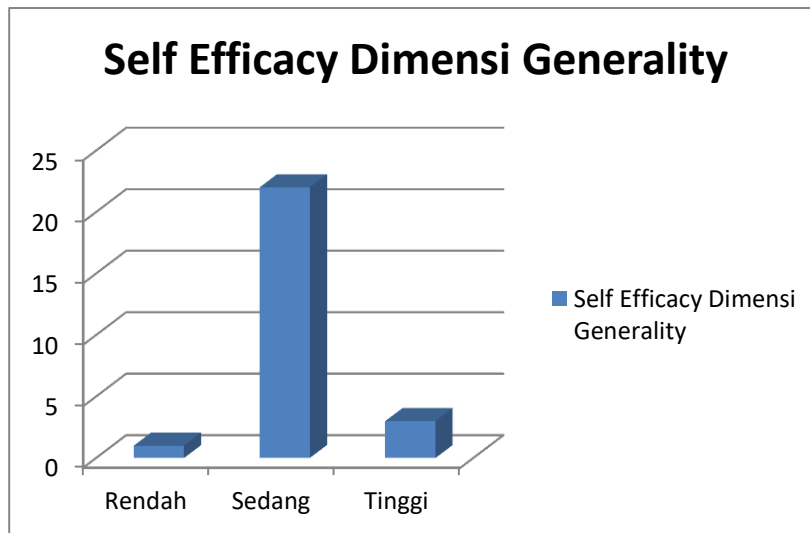 Self Efficacy Dimensi Generality
25
20
15
10
5
0
Rendah Sedang Tinggi
Self Efficacy Dimensi
Generality